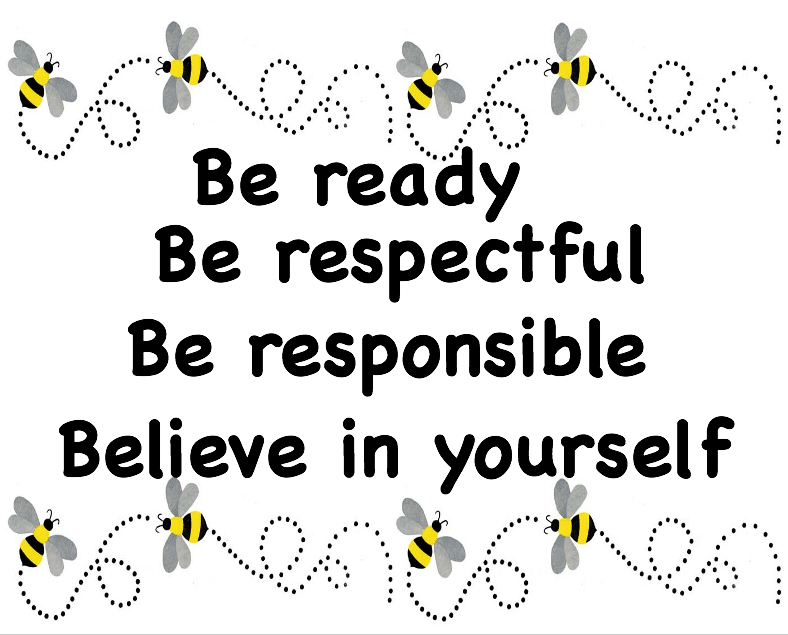 Be ready
Be respectful
Be responsible
Believe in yourself